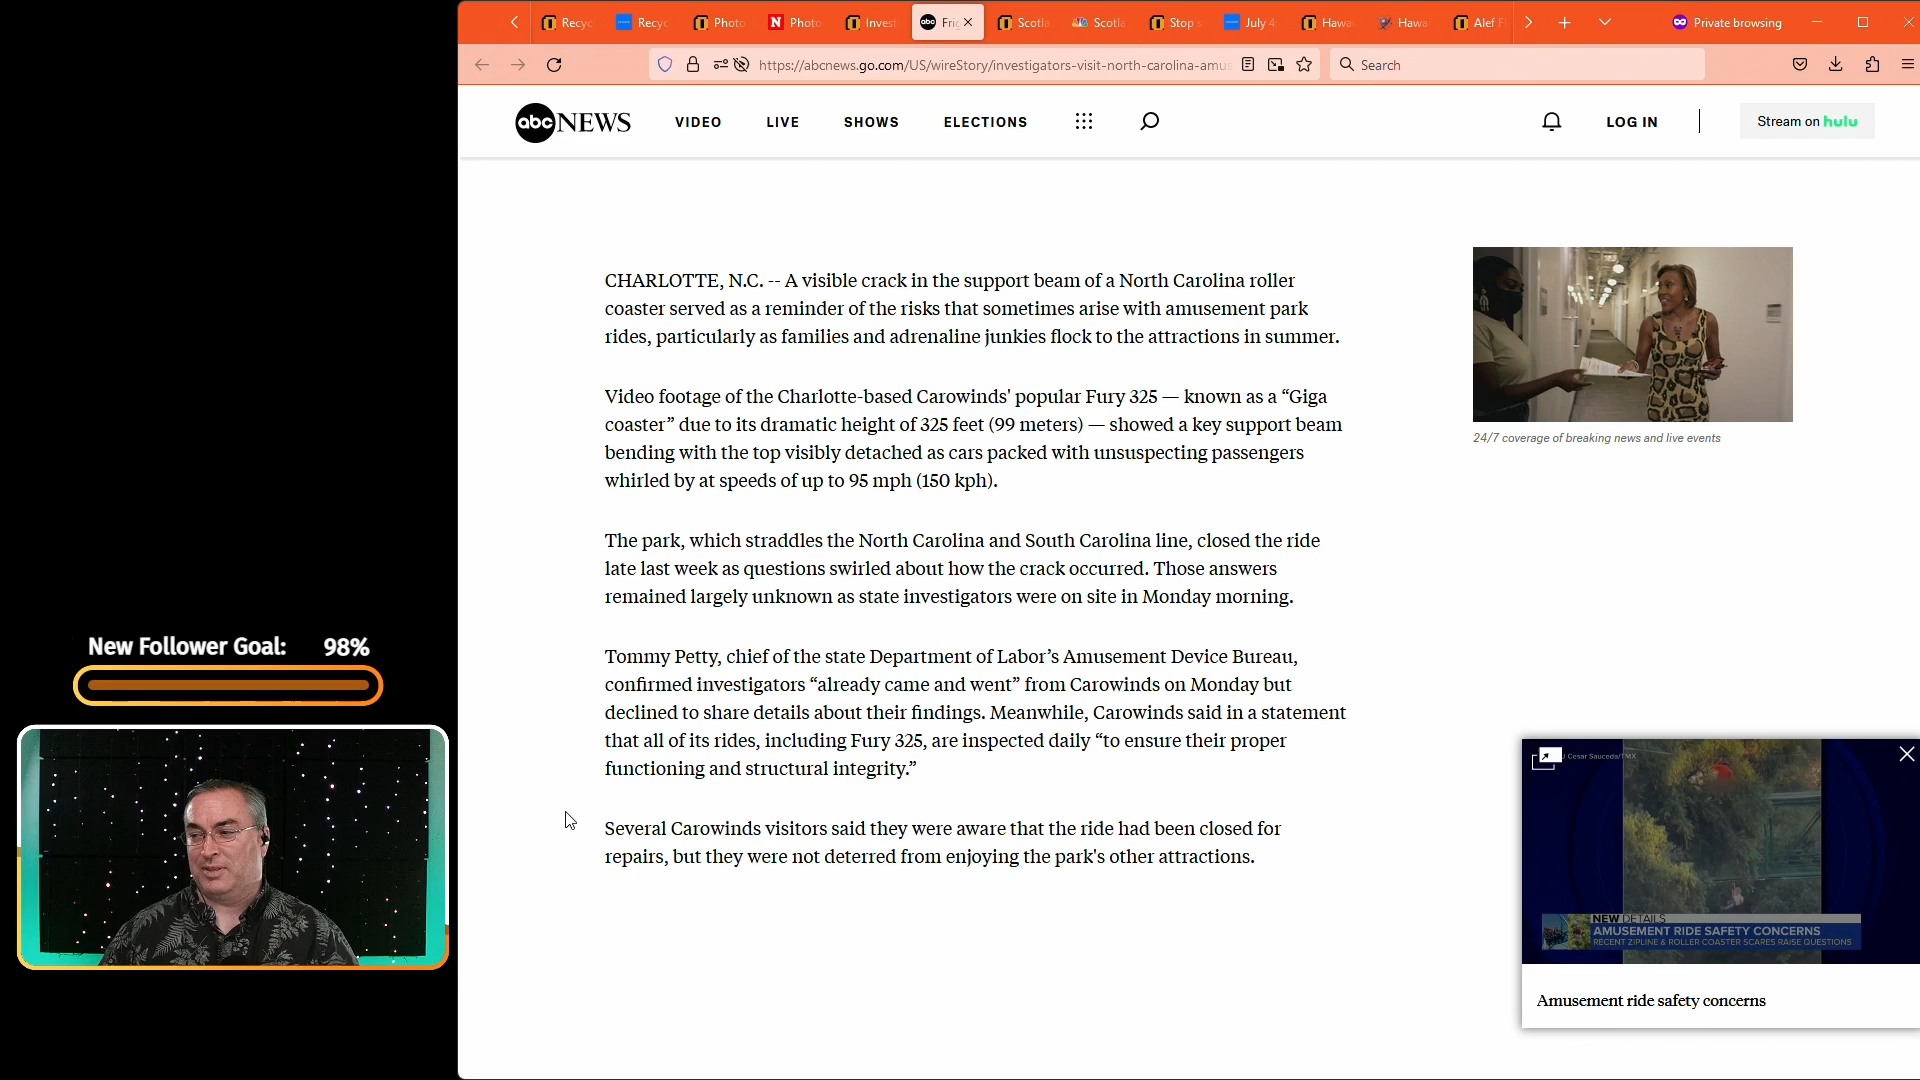 Recyc
Recyc
Photo
Photo
Invest
Frig
Scotla
Scotla
Stop s
July 4
Hawa
Hawa
Alef F
Private browsing
https://abcnews.go.com/US/wireStory/investigators-visit-north-carolina-amus
Search
abc NEWS
VIDEO
LIVE
SHOWS
ELECTIONS
LOG IN
Stream on hulu
CHARLOTTE, N.C. -- A visible crack in the support beam of a North Carolina roller
coaster served as a reminder of the risks that sometimes arise with amusement park
rides, particularly as families and adrenaline junkies flock to the attractions in summer.
Video footage of the Charlotte-based Carowinds' popular Fury 325 — known as a “Giga
coaster” due to its dramatic height of 325 feet (99 meters) — showed a key support beam
bending with the top visibly detached as cars packed with unsuspecting passengers
whirled by at speeds of up to 95 mph (150 kph).
The park, which straddles the North Carolina and South Carolina line, closed the ride
late last week as questions swirled about how the crack occurred. Those answers
remained largely unknown as state investigators were on site in Monday morning.
Tommy Petty, chief of the state Department of Labor’s Amusement Device Bureau,
confirmed investigators “already came and went” from Carowinds on Monday but
declined to share details about their findings. Meanwhile, Carowinds said in a statement
that all of its rides, including Fury 325, are inspected daily “to ensure their proper
functioning and structural integrity.”
Several Carowinds visitors said they were aware that the ride had been closed for
repairs, but they were not deterred from enjoying the park's other attractions.
24/7 coverage of breaking news and live events
Cesar Sauceda/TMX
NEW DETAILS
AMUSEMENT RIDE SAFETY CONCERNS
RECENT ZIPLINE & ROLLER COASTER SCARES RAISE QUESTIONS
Amusement ride safety concerns
New Follower Goal: 98%